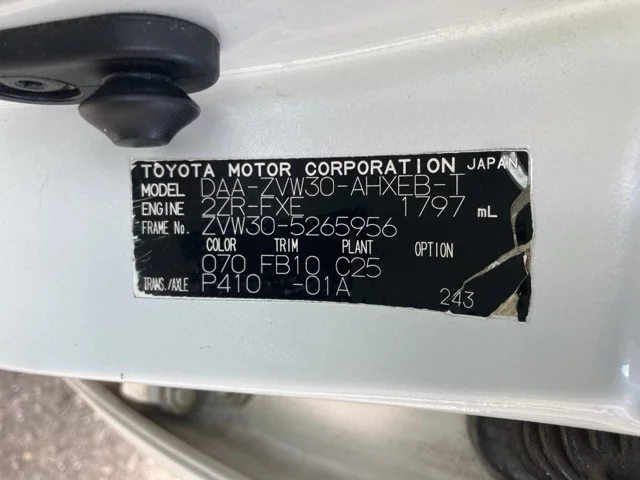 TOYOTA MOTOR CORPORATION JAPAN
MODEL DAA-ZVW30-AHXEB-T
ENGINE 2ZR-FXE 1797 mL
FRAME No. ZVW30-5265956
COLOR TRIM PLANT OPTION
070 FB10 C25
TRANS./AXLE P410 -01A 243